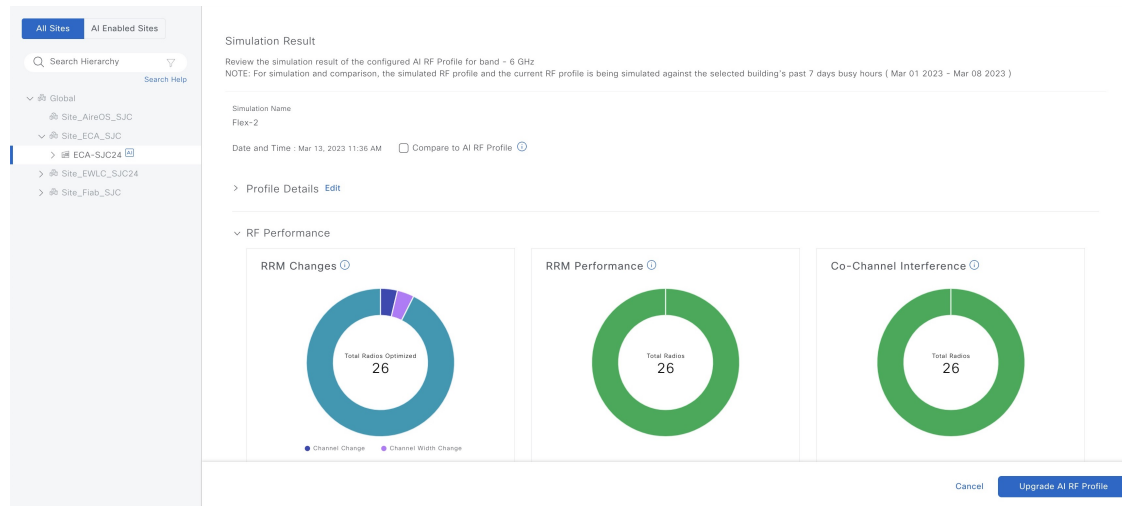 All Sites
AI Enabled Sites
Search Hierarchy
Search Help
Global
Site_AireOS_SJC
Site_ECA_SJC
ECA-SJC24 AI
Site_EWLC_SJC24
Site_Fiab_SJC
Simulation Result
Review the simulation result of the configured AI RF Profile for band - 6 GHz
NOTE: For simulation and comparison, the simulated RF profile and the current RF profile is being simulated against the selected building's past 7 days busy hours ( Mar 01 2023 - Mar 08 2023 )
Simulation Name
Flex-2
Date and Time : Mar 13, 2023 11:36 AM
Compare to AI RF Profile
Profile Details Edit
RF Performance
RRM Changes
Total Radios Optimized
26
Channel Change
Channel Width Change
RRM Performance
Total Radios
26
Co-Channel Interference
Total Radios
26
Cancel
Upgrade AI RF Profile